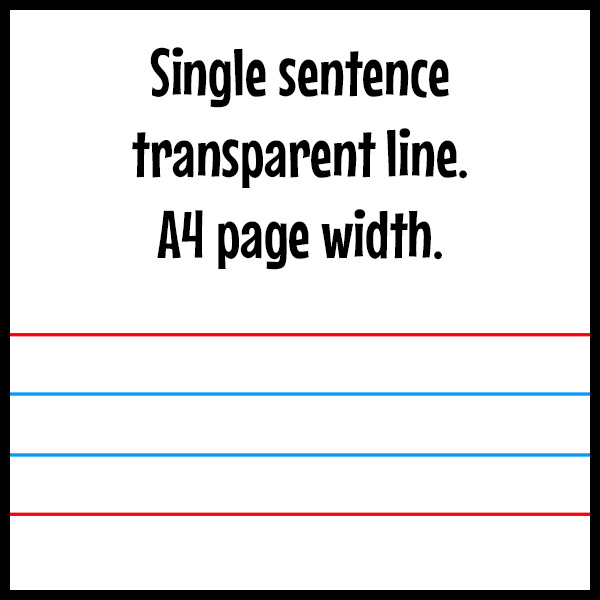 Single sentence
transparent line.
A4 page width.